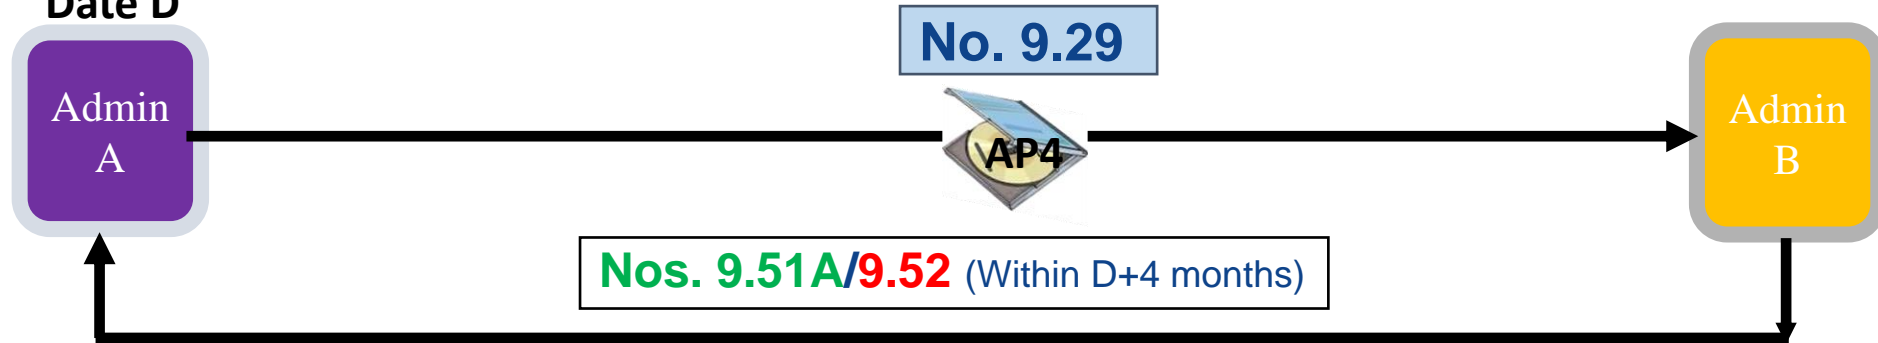 Date D
No. 9.29
Admin
A
AP4
Admin
B
Nos. 9.51A/9.52 (Within D+4 months)